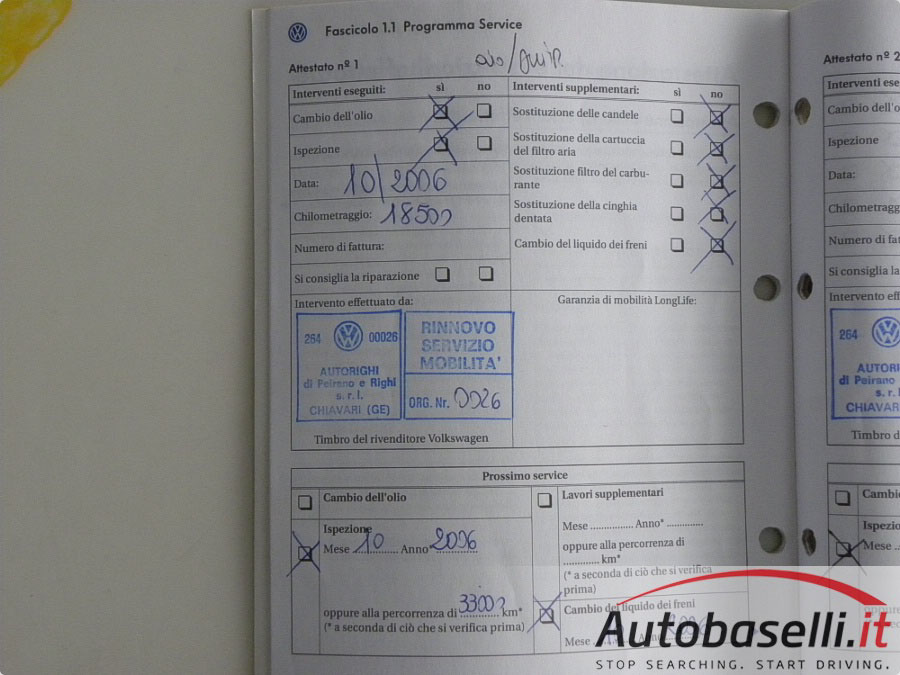 Fascicolo 1.1 Programma Service
Attestato nº 1
Interventi eseguiti: sì no
Cambio dell'olio
Ispezione
Data: 10/2006
Chilometraggio: 18500
Numero di fattura:
Si consiglia la riparazione
Interventi supplementari: sì no
Sostituzione delle candele
Sostituzione della cartuccia
del filtro aria
Sostituzione filtro del carbu-
rante
Sostituzione della cinghia
dentata
Cambio del liquido dei freni
Intervento effettuato da:
264 00026
AUTORIGHI
di Peirano e Righi
s.r.l.
CHIAVARI (GE)
RINNOVO
SERVIZIO
MOBILITA'
ORG. Nr. 0026
Timbro del rivenditore Volkswagen
Garanzia di mobilità LongLife:
Prossimo service
Cambio dell'olio
Ispezione
Mese 10 Anno* 2006
oppure alla percorrenza di 33000 km*
(* a seconda di ciò che si verifica prima)
Lavori supplementari
Mese ............... Anno* .............
oppure alla percorrenza di
............. km*
(* a seconda di ciò che si verifica
prima)
Cambio del liquido dei freni
Mese
Attestato nº 2
Interventi ese
Cambio dell'o
Ispezione
Data:
Chilometragg
Numero di fat
Si consiglia la
Intervento effe
264
AUTORI
di Peirano
s.r.
CHIAVAR
Timbro d
Cambi
Ispezio
Mese
Autobaselli.it
STOP SEARCHING. START DRIVING.